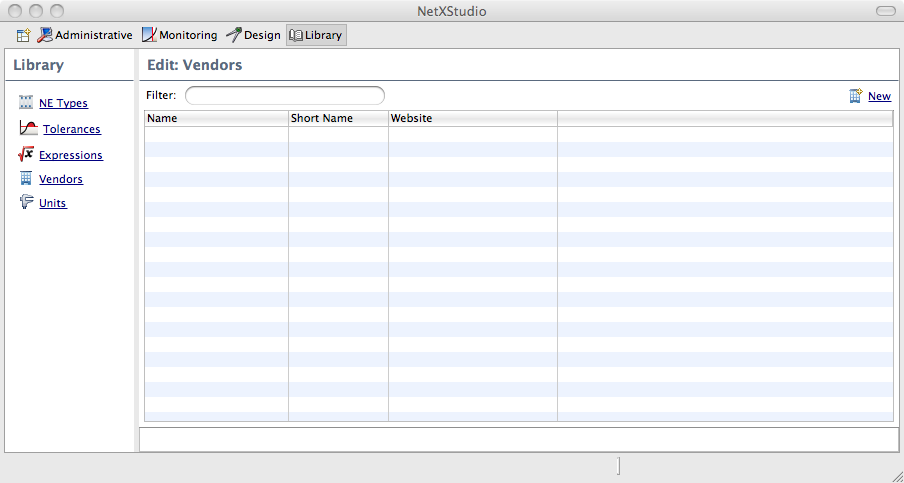 NetXStudio
Administrative Monitoring Design Library
Library
Edit: Vendors
NE Types
Tolerances
Expressions
Vendors
Units
Filter:
New
Name Short Name Website